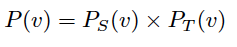 P(v) = P_S(v) × P_T(v)